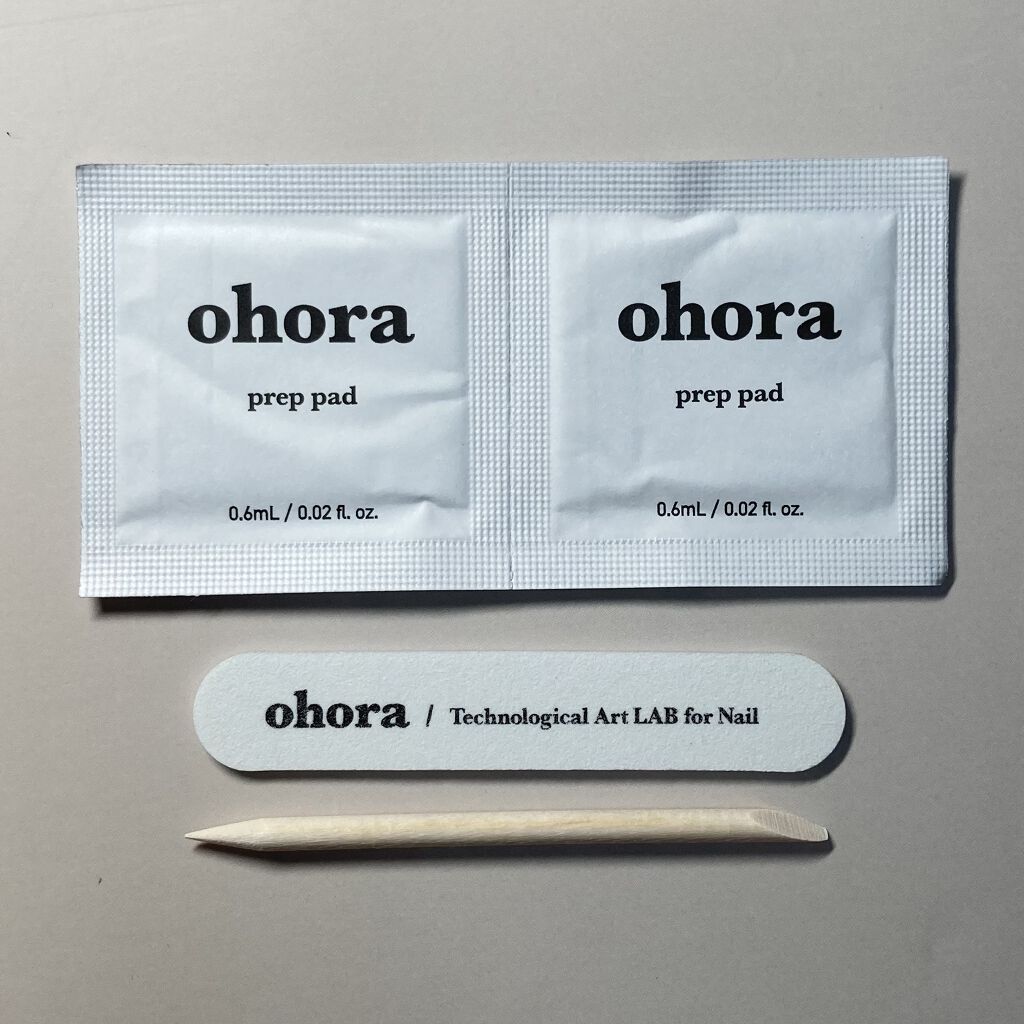 ohora
prep pad
0.6mL / 0.02 fl. oz.
ohora
prep pad
0.6mL / 0.02 fl. oz.
ohora / Technological Art LAB for Nail